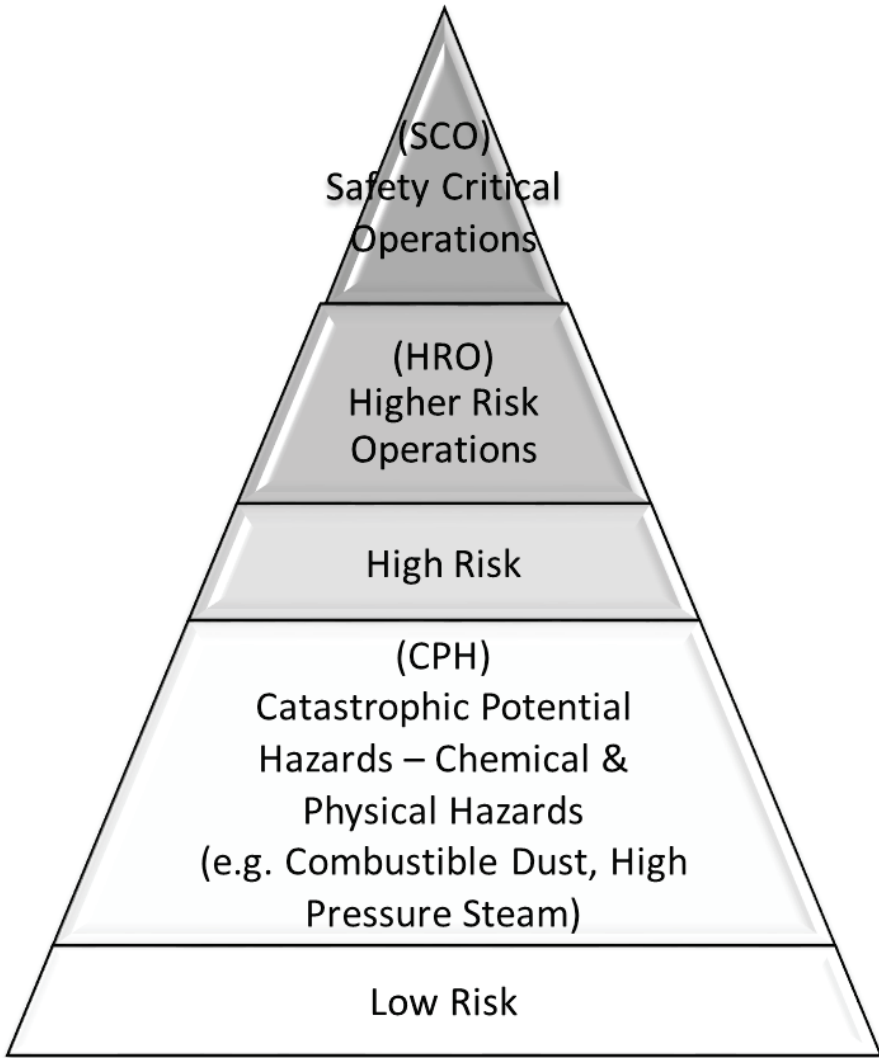 (SCO)
Safety Critical
Operations
(HRO)
Higher Risk
Operations
High Risk
(CPH)
Catastrophic Potential
Hazards – Chemical &
Physical Hazards
(e.g. Combustible Dust, High
Pressure Steam)
Low Risk